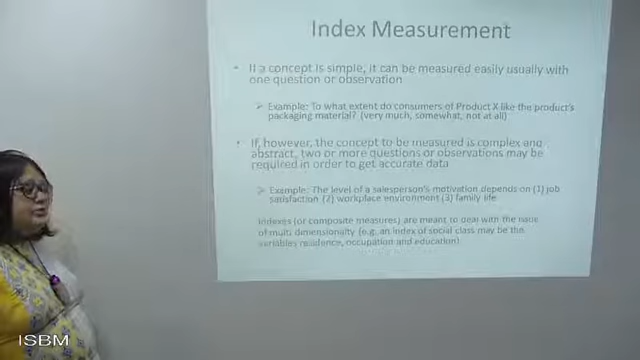 Index Measurement
• If a concept is simple, it can be measured easily usually with
one question or observation
➢ Example: To what extent do consumers of Product X like the product's
packaging material? (very much, somewhat, not at all)
• If, however, the concept to be measured is complex and
abstract, two or more questions or observations may be
required in order to get accurate data
➢ Example: The level of a salesperson's motivation depends on (1) job
satisfaction (2) workplace environment (3) family life
Indexes (or composite measures) are meant to deal with the
of multi dimensionality (e.g. an index of social class may be the
variables residence, occupation and education)
ISBM